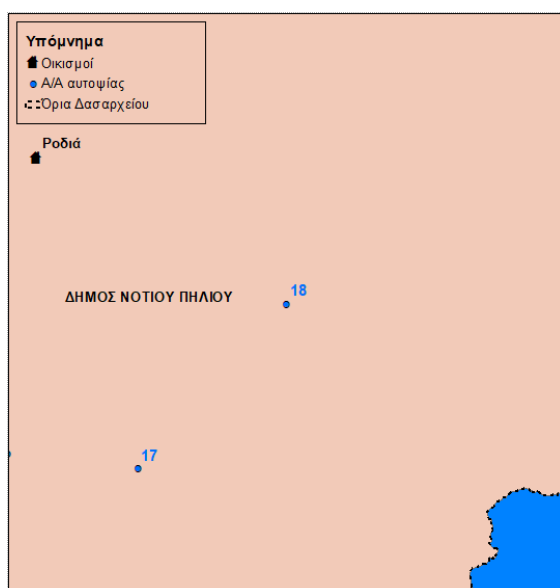 Υπόμνημα
Οικισμοί
Α/Α αυτοψίας
Όρια Δασαρχείου
Ροδιά
ΔΗΜΟΣ ΝΟΤΙΟΥ ΠΗΛΙΟΥ
18
17